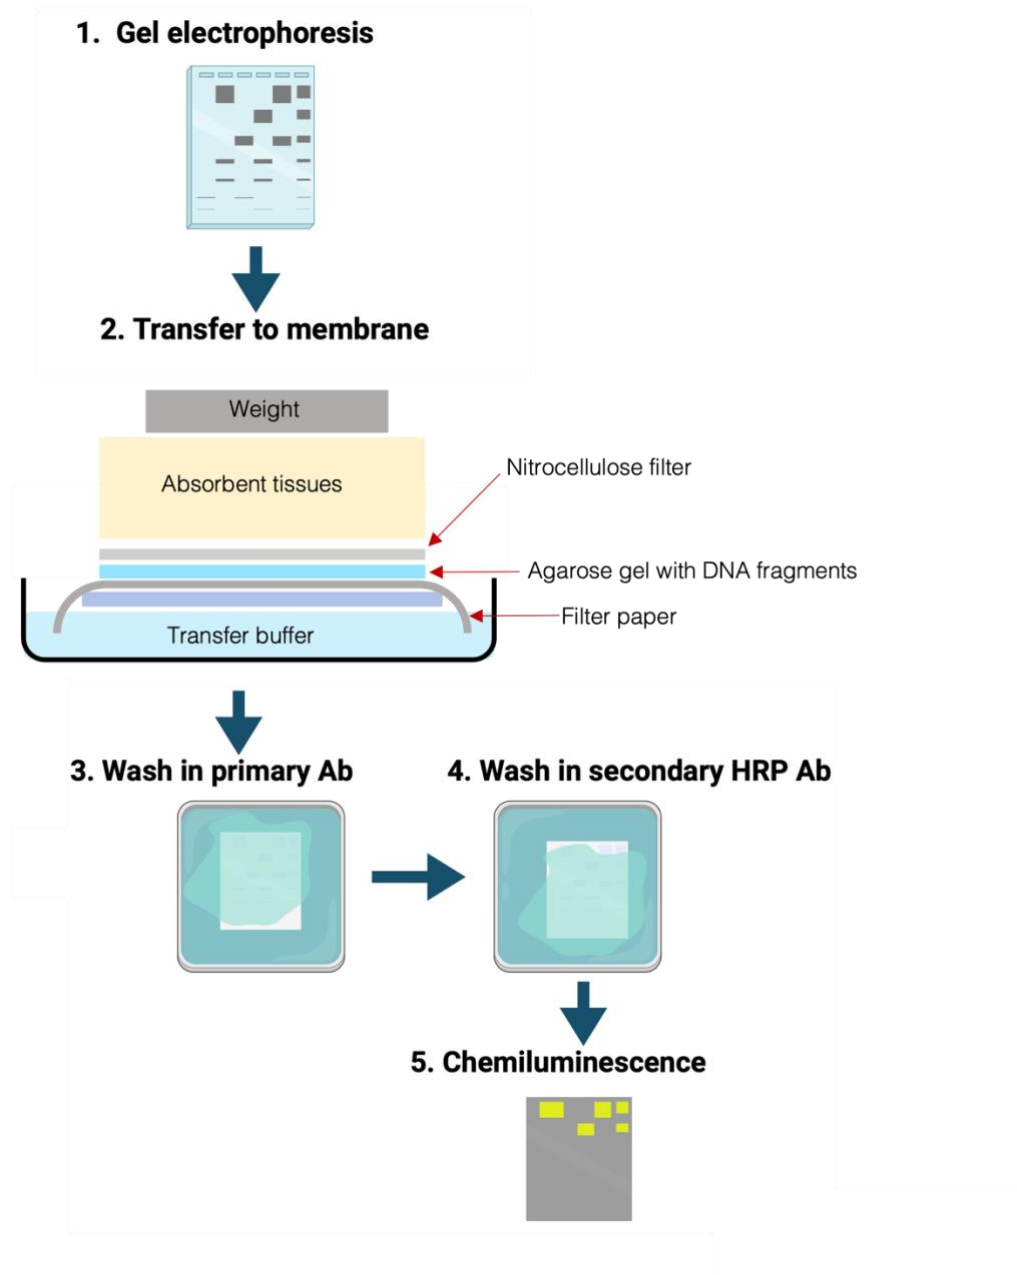 1. Gel electrophoresis
2. Transfer to membrane
Weight
Absorbent tissues
Nitrocellulose filter
Agarose gel with DNA fragments
Filter paper
Transfer buffer
3. Wash in primary Ab
4. Wash in secondary HRP Ab
5. Chemiluminescence